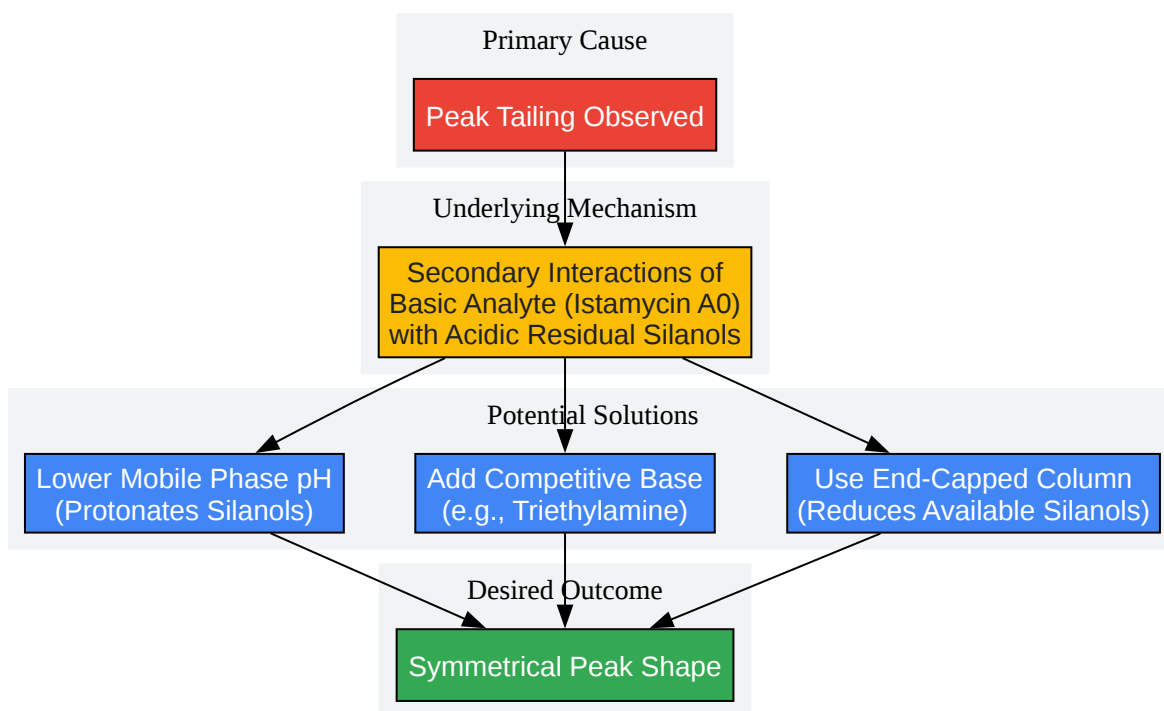 Primary Cause
Peak Tailing Observed
Underlying Mechanism
Secondary Interactions of
Basic Analyte (Istamycin A0)
with Acidic Residual Silanols
Potential Solutions
Lower Mobile Phase pH
(Protonates Silanols)
Add Competitive Base
(e.g., Triethylamine)
Use End-Capped Column
(Reduces Available Silanols)
Desired Outcome
Symmetrical Peak Shape